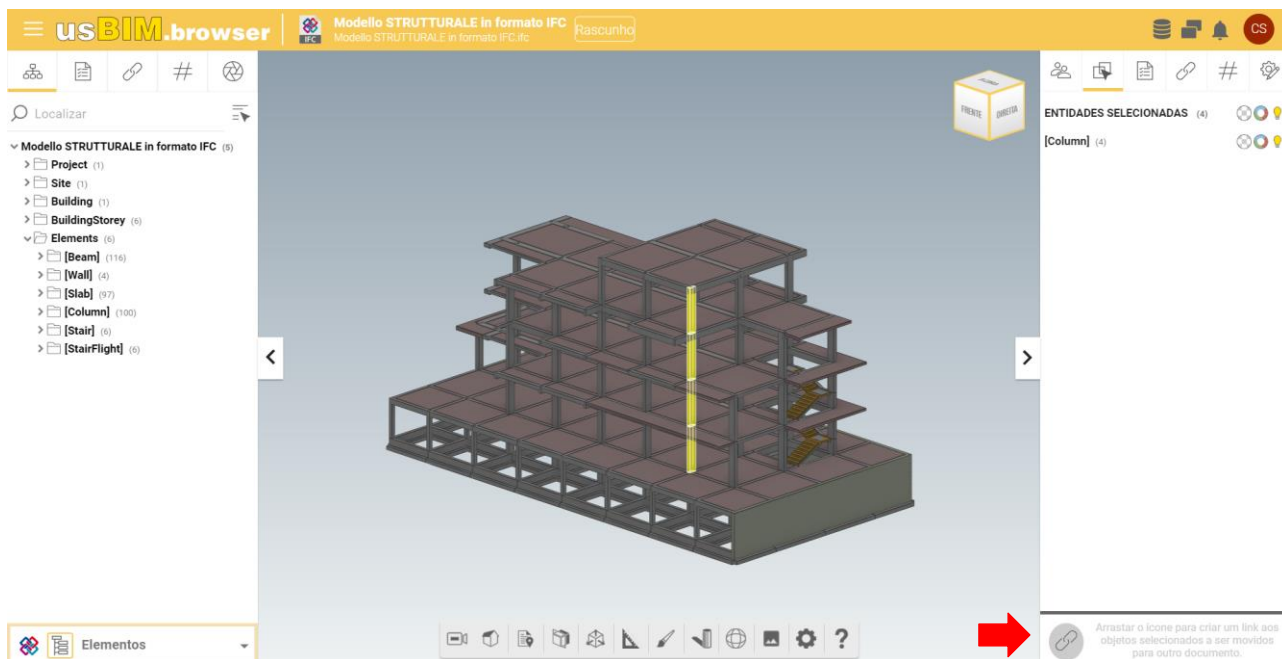 usBIM.browser
IFC
Modello STRUTTURALE in formato IFC
Modello STRUTTURALE in formato IFC.ifc
Rascunho
CS
Localizar
Modello STRUTTURALE in formato IFC (5)
Project (1)
Site (1)
Building (1)
BuildingStorey (6)
Elements (6)
[Beam] (116)
[Wall] (4)
[Slab] (97)
[Column] (100)
[Stair] (6)
[StairFlight] (6)
Elementos
FRENTE
DIREITA
?
ENTIDADES SELECIONADAS (4)
[Column] (4)
Arrastar o ícone para criar um link aos
objetos selecionados a ser movidos
para outro documento.